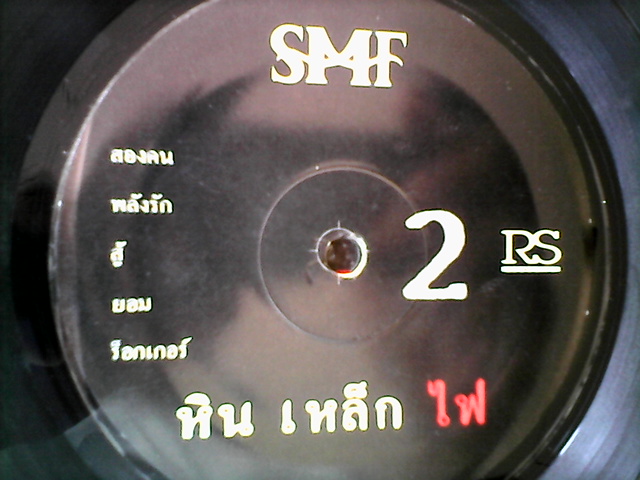 SMF
สองคน
พลังรัก
สู้
ยอม
ร็อกเกอร์
2
RS
หิน เหล็ก ไฟ